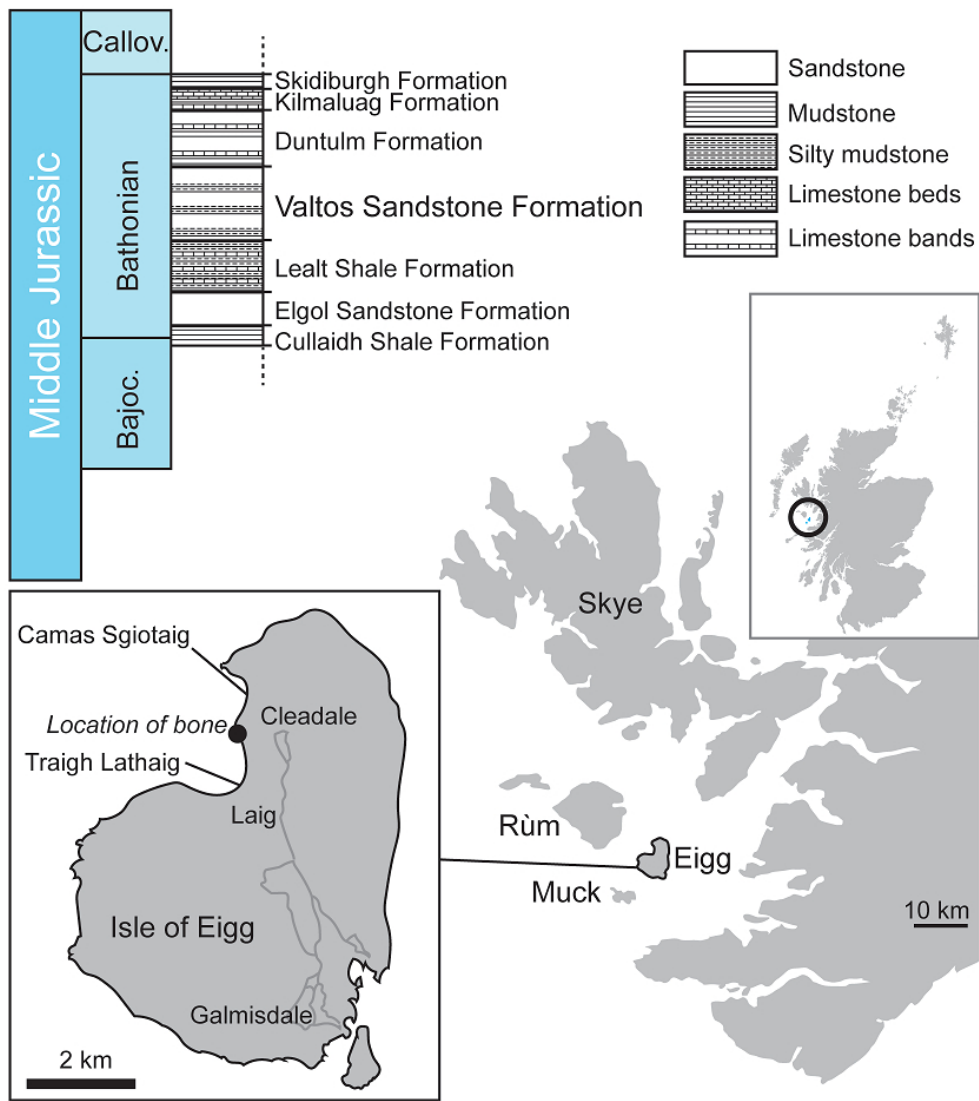 Middle Jurassic
Callov.
Bathonian
Bajoc.
Skidiburgh Formation
Kilmaluag Formation
Duntulm Formation
Valtos Sandstone Formation
Lealt Shale Formation
Elgol Sandstone Formation
Cullaidh Shale Formation
Sandstone
Mudstone
Silty mudstone
Limestone beds
Limestone bands
Skye
Rùm
Eigg
Muck
10 km
Camas Sgiotaig
Location of bone
Cleadale
Traigh Lathaig
Laig
Isle of Eigg
Galmisdale
2 km